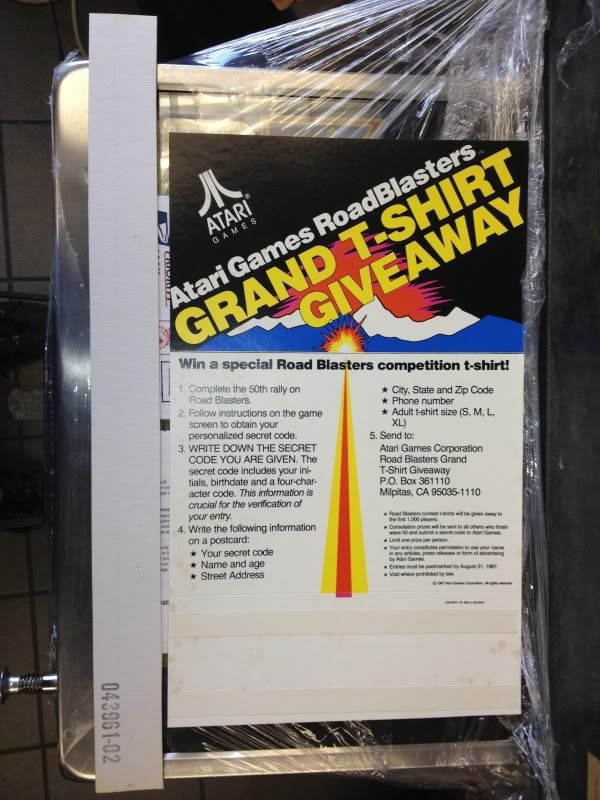 ATARI®
GAMES
Atari Games RoadBlasters™
GRAND T-SHIRT
GIVEAWAY
Win a special Road Blasters competition t-shirt!
1. Complete the 50th rally on
Road Blasters.
2. Follow instructions on the game
screen to obtain your
personalized secret code.
3. WRITE DOWN THE SECRET
CODE YOU ARE GIVEN. The
secret code includes your ini-
tials, birthdate and a four-char-
acter code. This information is
crucial for the verification of
your entry.
4. Write the following information
on a postcard:
★ Your secret code
★ Name and age
★ Street Address
★ City, State and Zip Code
★ Phone number
★ Adult t-shirt size (S, M, L,
XL)
5. Send to:
Atari Games Corporation
Road Blasters Grand
T-Shirt Giveaway
P.O. Box 361110
Milpitas, CA 95035-1110
★ Road Blasters contest t-shirts will be given away to
the first 1,000 players.
★ Consolation prizes will be sent to all others who finish
wave 50 and submit a secret code to Atari Games.
★ Limit one prize per person.
★ Your entry constitutes permission to use your name
in any articles, press releases or form of advertising
by Atari Games.
★ Entries must be postmarked by August 31, 1987.
★ Void where prohibited by law.
© 1987 Atari Games Corporation. All rights reserved
043961-02